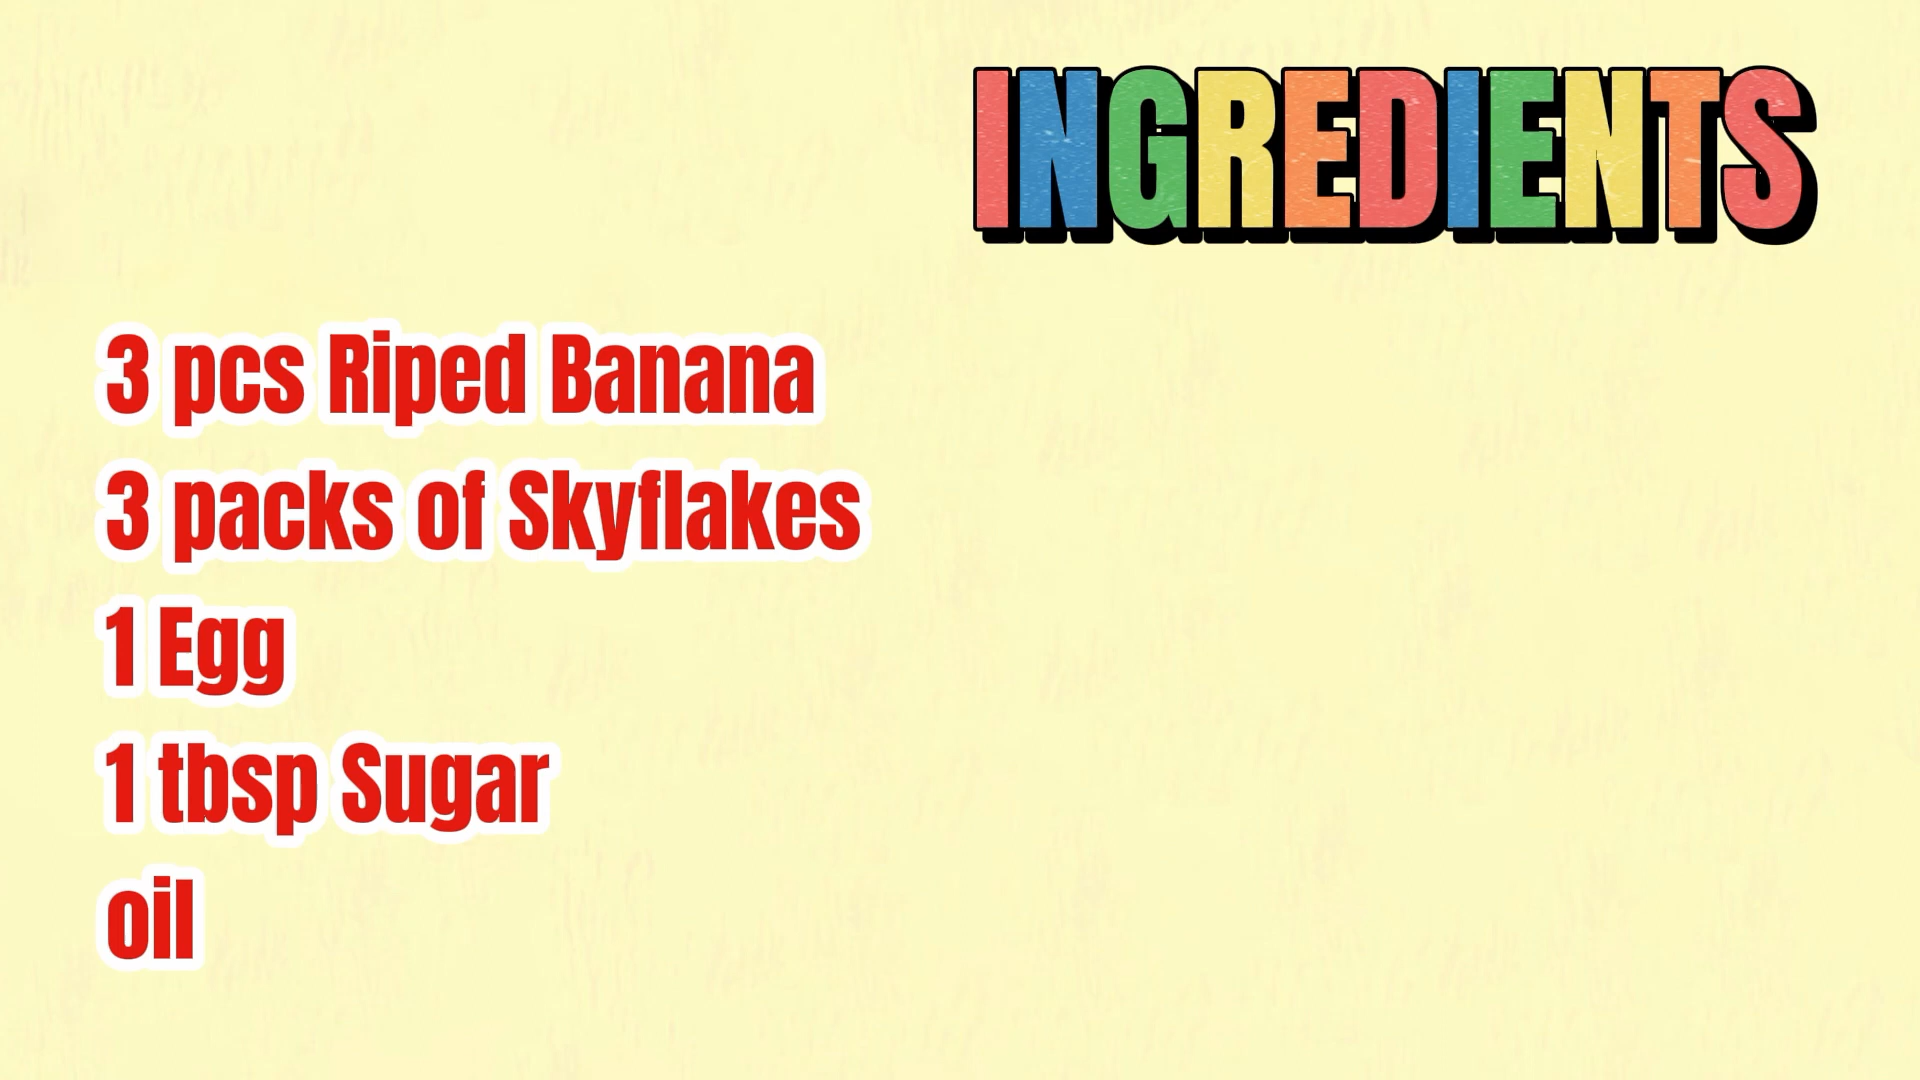 INGREDIENTS
3 pcs Riped Banana
3 packs of Skyflakes
1 Egg
1 tbsp Sugar
oil